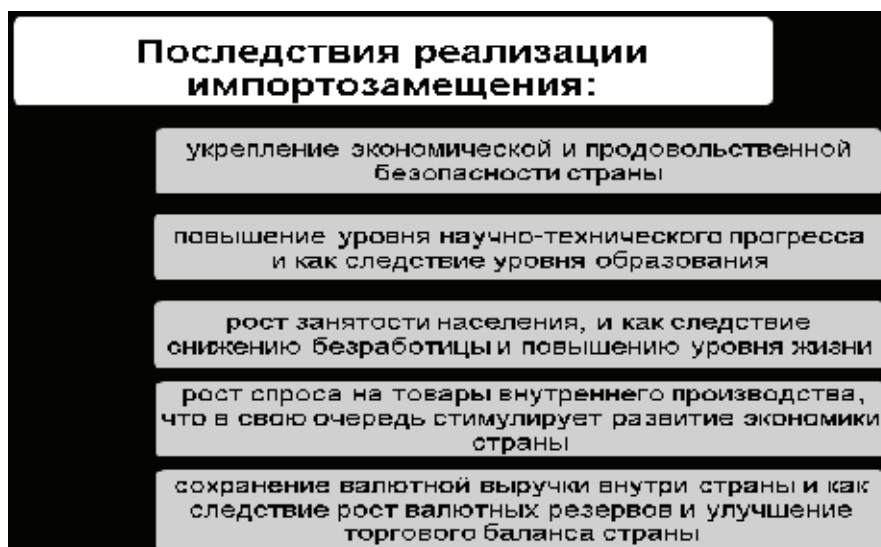 Последствия реализации
импортозамещения:
укрепление экономической и продовольственной
безопасности страны
повышение уровня научно-технического прогресса
и как следствие уровня образования
рост занятости населения, и как следствие
снижению безработицы и повышению уровня жизни
рост спроса на товары внутреннего производства,
что в свою очередь стимулирует развитие экономики
страны
сохранение валютной выручки внутри страны и как
следствие рост валютных резервов и улучшение
торгового баланса страны